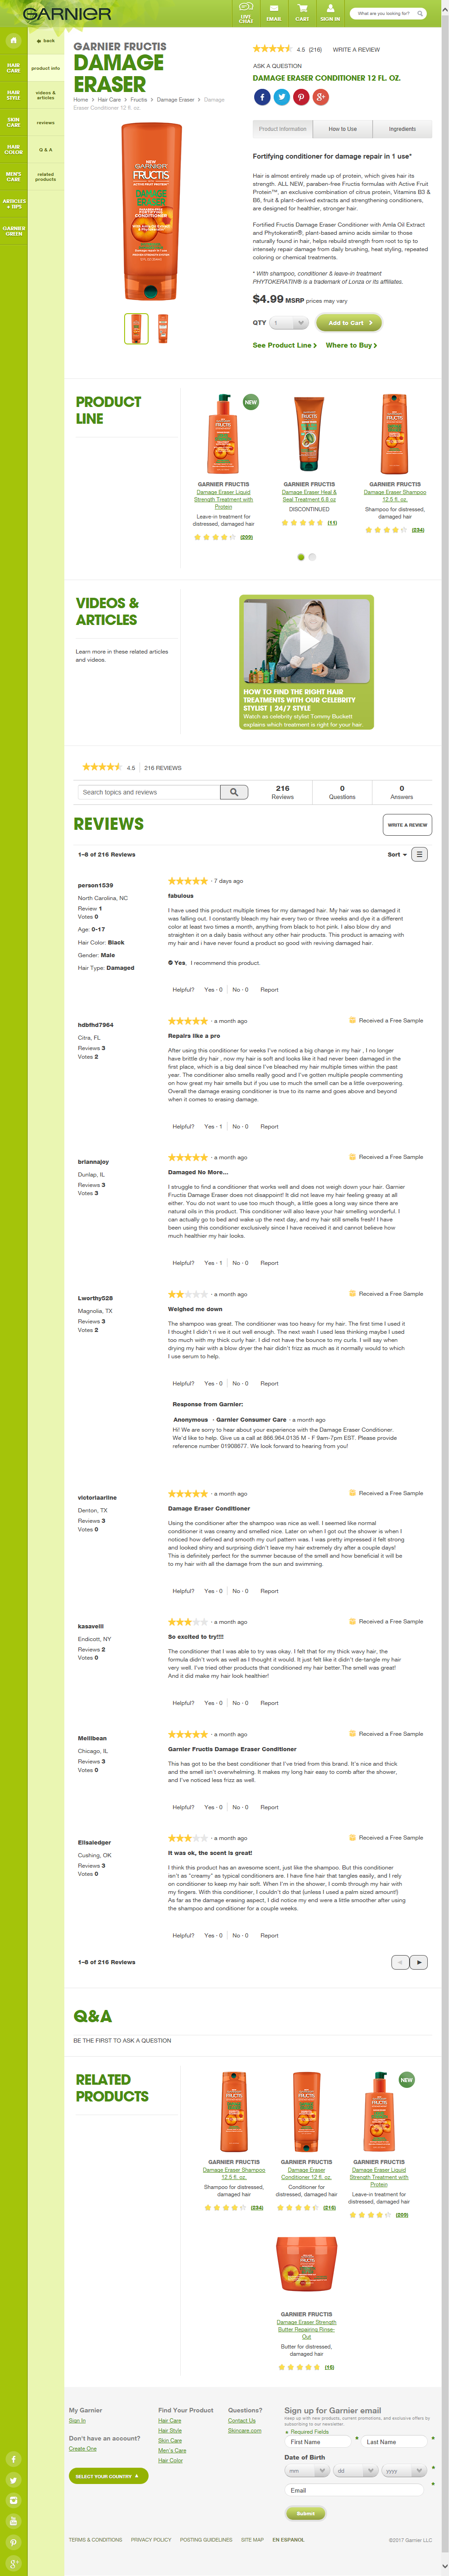 GARNIER
LIVE CHAT
EMAIL
CART
SIGN IN
What are you looking for?
HAIR CARE
HAIR STYLE
SKIN CARE
HAIR COLOR
MEN'S CARE
ARTICLES + TIPS
GARNIER GREEN
back
product info
videos & articles
reviews
Q & A
related products
GARNIER FRUCTIS
DAMAGE
ERASER
Home > Hair Care > Fructis > Damage Eraser > Damage
Eraser Conditioner 12 fl. oz.
4.5 (216) WRITE A REVIEW
ASK A QUESTION
DAMAGE ERASER CONDITIONER 12 FL. OZ.
Product Information
How to Use
Ingredients
Fortifying conditioner for damage repair in 1 use*
Hair is almost entirely made up of protein, which gives hair its
strength. ALL NEW, paraben-free Fructis formulas with Active Fruit
Protein™, an exclusive combination of citrus protein, Vitamins B3 &
B6, fruit & plant-derived extracts and strengthening conditioners,
are designed for healthier, stronger hair.
Fortified Fructis Damage Eraser Conditioner with Amla Oil Extract
and Phytokeratin®, plant-based amino acids similar to those
naturally found in hair, helps rebuild strength from root to tip to
intensely repair damage from daily brushing, heat styling, repeated
coloring or chemical treatments.
* With shampoo, conditioner & leave-in treatment
PHYTOKERATIN® is a trademark of Lonza or its affiliates.
$4.99 MSRP prices may vary
QTY 1 Add to Cart
See Product Line
Where to Buy
PRODUCT
LINE
NEW
GARNIER FRUCTIS
Damage Eraser Liquid
Strength Treatment with
Protein
Leave-in treatment for
distressed, damaged hair
(209)
GARNIER FRUCTIS
Damage Eraser Heal &
Seal Treatment 6.8 oz
DISCONTINUED
(11)
GARNIER FRUCTIS
Damage Eraser Shampoo
12.5 fl. oz.
Shampoo for distressed,
damaged hair
(234)
VIDEOS &
ARTICLES
Learn more in these related articles
and videos.
HOW TO FIND THE RIGHT HAIR
TREATMENTS WITH OUR CELEBRITY
STYLIST | 24/7 STYLE
Watch as celebrity stylist Tommy Buckett
explains which treatment is right for your hair.
4.5 216 REVIEWS
Search topics and reviews
216 Reviews
0 Questions
0 Answers
REVIEWS
WRITE A REVIEW
1–8 of 216 Reviews
Sort
person1539
North Carolina, NC
Review 1
Votes 0
Age: 0-17
Hair Color: Black
Gender: Male
Hair Type: Damaged
· 7 days ago
fabulous
I have used this product multiple times for my damaged hair. My hair was so damaged it
was falling out. I constantly bleach my hair every two or three weeks and dye it a different
color at least two times a month, anything from black to hot pink. I also blow dry and
straighten on it on a daily basis without any other hair products. This product is amazing with
my hair and i have never found a product so good with reviving damaged hair.
Yes, I recommend this product.
Helpful? Yes · 0 No · 0 Report
hdbfhd7964
Citra, FL
Reviews 3
Votes 2
· a month ago
Received a Free Sample
Repairs like a pro
After using this conditioner for weeks I've noticed a big change in my hair , I no longer
have brittle dry hair , now my hair is soft and looks like it had never been damaged in the
first place, which is a big deal since I've bleached my hair multiple times within the past
year. The conditioner also smells really good and I've gotten multiple people commenting
on how great my hair smells but if you use to much the smell can be a little overpowering.
Overall the damage erasing conditioner is true to its name and goes above and beyond
when it comes to erasing damage.
Helpful? Yes · 1 No · 0 Report
briannajoy
Dunlap, IL
Reviews 3
Votes 3
· a month ago
Received a Free Sample
Damaged No More...
I struggle to find a conditioner that works well and does not weigh down your hair. Garnier
Fructis Damage Eraser does not disappoint! It did not leave my hair feeling greasy at all
either. You do not want to use too much though, a little goes a long way since there are
natural oils in this product. This conditioner will also have your hair smelling wonderful. I
can actually go to bed and wake up the next day, and my hair still smells fresh! I have
been using this conditioner exclusively since I have received it and cannot believe how
much healthier my hair looks.
Helpful? Yes · 1 No · 0 Report
Lworthy528
Magnolia, TX
Reviews 3
Votes 2
· a month ago
Received a Free Sample
Weighed me down
The shampoo was great. The conditioner was too heavy for my hair. The first time I used it
I thought I didn't rin e it out well enough. The next wash I used less thinking maybe I used
too much with my thick curly hair. I did not have the bounce to my curls. I will say when
drying my hair with a blow dryer the hair didn't frizz as much as it normally would to which
I use serum to help.
Helpful? Yes · 0 No · 0 Report
Response from Garnier:
Anonymous · Garnier Consumer Care · a month ago
Hi! We are sorry to hear about your experience with the Damage Eraser Conditioner.
We'd like to help. Give us a call at 866.964.0135 M - F 9am-7pm EST. Please provide
reference number 01908677. We look forward to hearing from you!
victoriaarline
Denton, TX
Reviews 3
Votes 0
· a month ago
Received a Free Sample
Damage Eraser Conditioner
Using the conditioner after the shampoo was nice as well. I seemed like normal
conditioner it was creamy and smelled nice. Later on when I got out the shower is when I
noticed how defined and smooth my curl pattern was. I was pretty impressed it felt strong
and looked shiny and surprising didn't leave my hair extremely dry after a couple days!
This is definitely perfect for the summer because of the smell and how beneficial it will be
to my hair with all the damage from the sun and swimming.
Helpful? Yes · 0 No · 0 Report
kasavelli
Endicott, NY
Reviews 2
Votes 0
· a month ago
Received a Free Sample
So excited to try!!!!
The conditioner that I was able to try was okay. I felt that for my thick wavy hair, the
formula didn't work as well as I thought it would. It just felt like it didn't de-tangle my hair
very well. I've tried other products that conditioned my hair better.The smell was great!
And it did make my hair look healthier!
Helpful? Yes · 0 No · 0 Report
Mellibean
Chicago, IL
Reviews 3
Votes 0
· a month ago
Received a Free Sample
Garnier Fructis Damage Eraser Conditioner
This has got to be the best conditioner that I've tried from this brand. It's nice and thick
and the smell isn't overwhelming. It makes my long hair easy to comb after the shower,
and I've noticed less frizz as well.
Helpful? Yes · 0 No · 0 Report
Elisaledger
Cushing, OK
Reviews 3
Votes 0
· a month ago
Received a Free Sample
It was ok, the scent is great!
I think this product has an awesome scent, just like the shampoo. But this conditioner
isn't as "creamy" as typical conditioners are. I have fine hair that tangles easily, and I rely
on conditioner to keep my hair soft. When I'm in the shower, I comb through my hair with
my fingers. With this conditioner, I couldn't do that (unless I used a palm sized amount!)
As far as the damage eraser part, I did notice my end were a little smoother after using
the shampoo and conditioner for a couple weeks.
Helpful? Yes · 0 No · 0 Report
1–8 of 216 Reviews
Q&A
BE THE FIRST TO ASK A QUESTION
RELATED
PRODUCTS
NEW
GARNIER FRUCTIS
Damage Eraser Shampoo
12.5 fl. oz.
Shampoo for distressed,
damaged hair
(234)
GARNIER FRUCTIS
Damage Eraser
Conditioner 12 fl. oz.
Conditioner for
distressed, damaged hair
(216)
GARNIER FRUCTIS
Damage Eraser Liquid
Strength Treatment with
Protein
Leave-in treatment for
distressed, damaged hair
(209)
GARNIER FRUCTIS
Damage Eraser Strength
Butter Repairing Rinse-
Out
Butter for distressed,
damaged hair
(16)
My Garnier
Sign In
Don't have an account?
Create One
SELECT YOUR COUNTRY
Find Your Product
Hair Care
Hair Style
Skin Care
Men's Care
Hair Color
Questions?
Contact Us
Skincare.com
Sign up for Garnier email
Keep up with new products, current promotions, and exclusive offers by
subscribing to our newsletter.
Required Fields
First Name
Last Name
Date of Birth
mm
dd
yyyy
Email
Submit
TERMS & CONDITIONS
PRIVACY POLICY
POSTING GUIDELINES
SITE MAP
EN ESPAÑOL
©2017 Garnier LLC